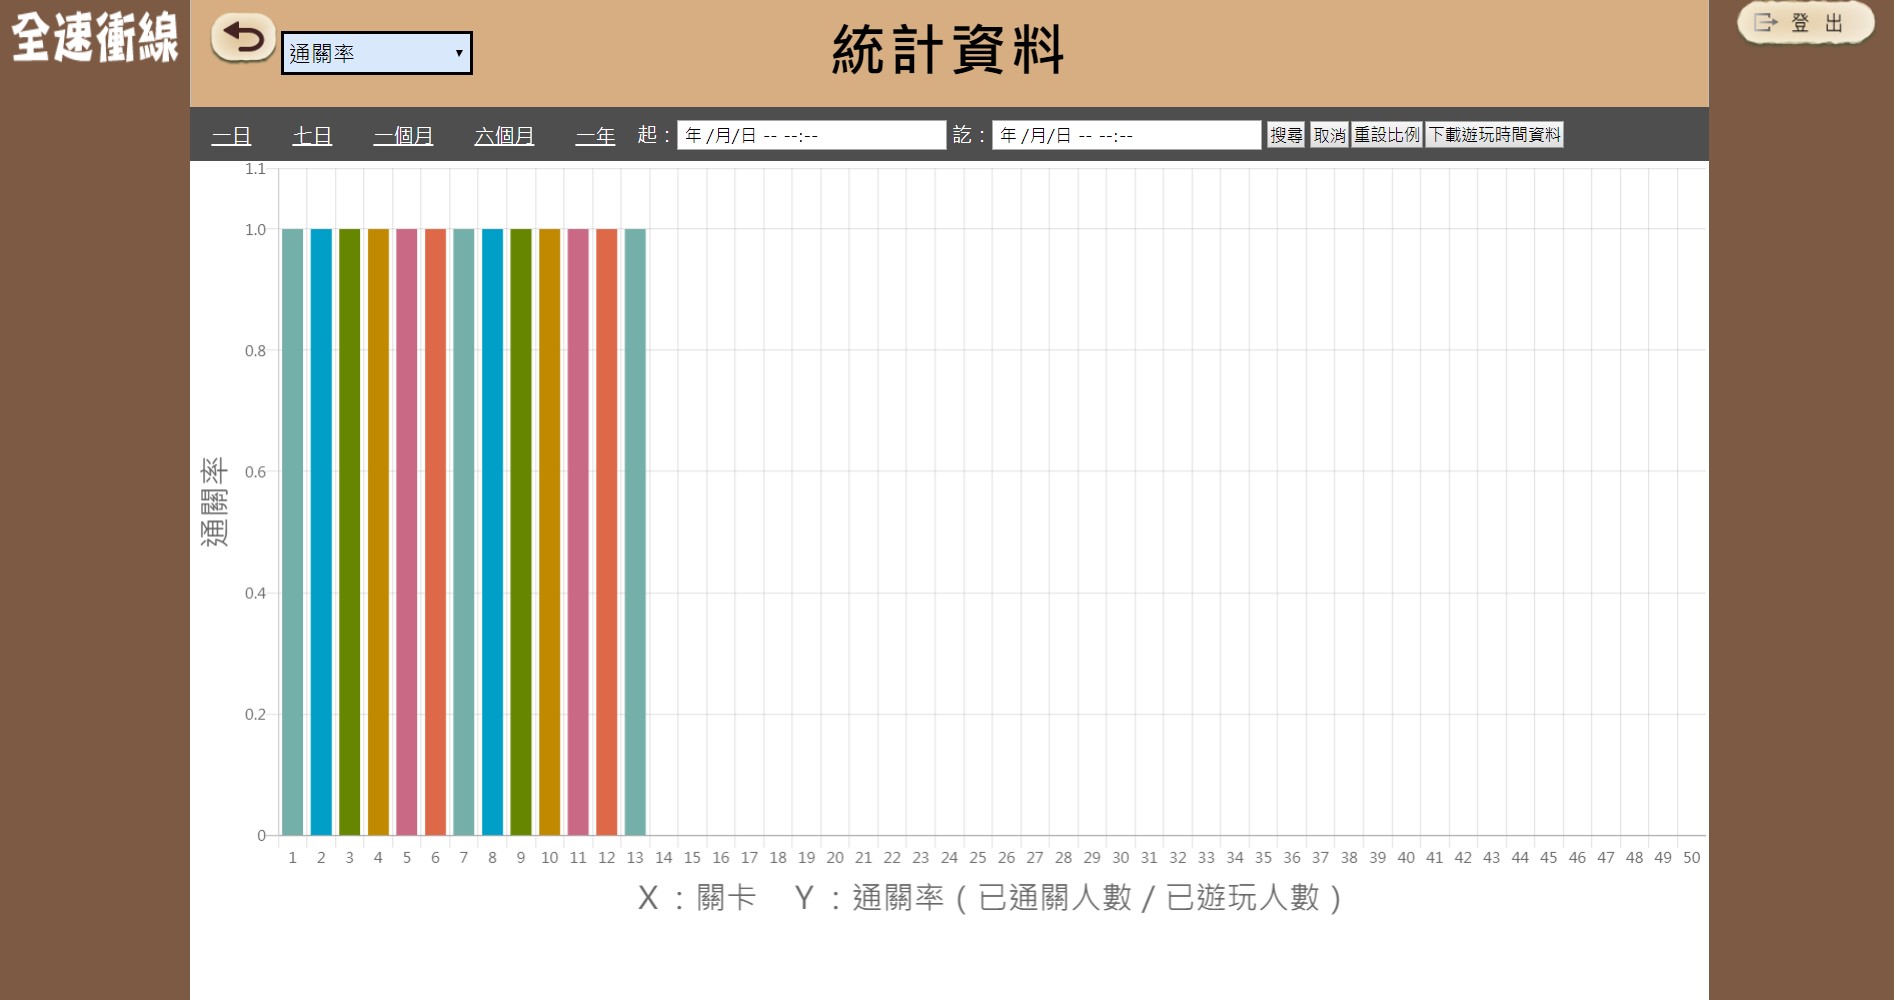 全速衝線
通關率
統計資料
登 出
一日 七日 一個月 六個月 一年 起： 年 /月/日 -- --:-- 訖： 年 /月/日 -- --:-- 搜尋 取消 重設比例 下載遊玩時間資料
1.1
1.0
0.8
0.6
0.4
0.2
0
通關率
1 2 3 4 5 6 7 8 9 10 11 12 13 14 15 16 17 18 19 20 21 22 23 24 25 26 27 28 29 30 31 32 33 34 35 36 37 38 39 40 41 42 43 44 45 46 47 48 49 50
X ：關卡 Y ：通關率 ( 已通關人數 / 已遊玩人數 )